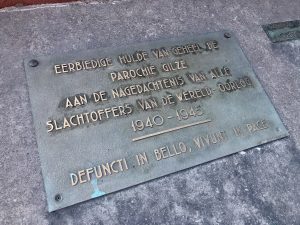 EERBIEDIGE HULDE VAN GEHEEL DE
PAROCHIE GILZE
AAN DE NAGEDACHTENIS VAN ALLE
SLACHTOFFERS VAN DE WERELD-OORLOG
1940-1945
DEFUNCTI IN BELLO, VIVUNT IN PACE